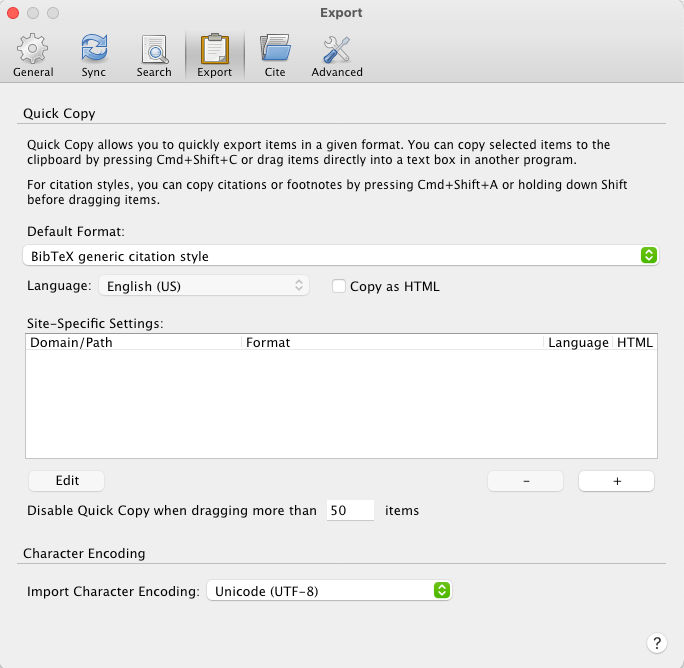 Export
General Sync Search Export Cite Advanced
Quick Copy
Quick Copy allows you to quickly export items in a given format. You can copy selected items to the
clipboard by pressing Cmd+Shift+C or drag items directly into a text box in another program.
For citation styles, you can copy citations or footnotes by pressing Cmd+Shift+A or holding down Shift
before dragging items.
Default Format:
BibTeX generic citation style
Language: English (US) Copy as HTML
Site-Specific Settings:
Domain/Path Format Language HTML
Edit - +
Disable Quick Copy when dragging more than 50 items
Character Encoding
Import Character Encoding: Unicode (UTF-8)
?